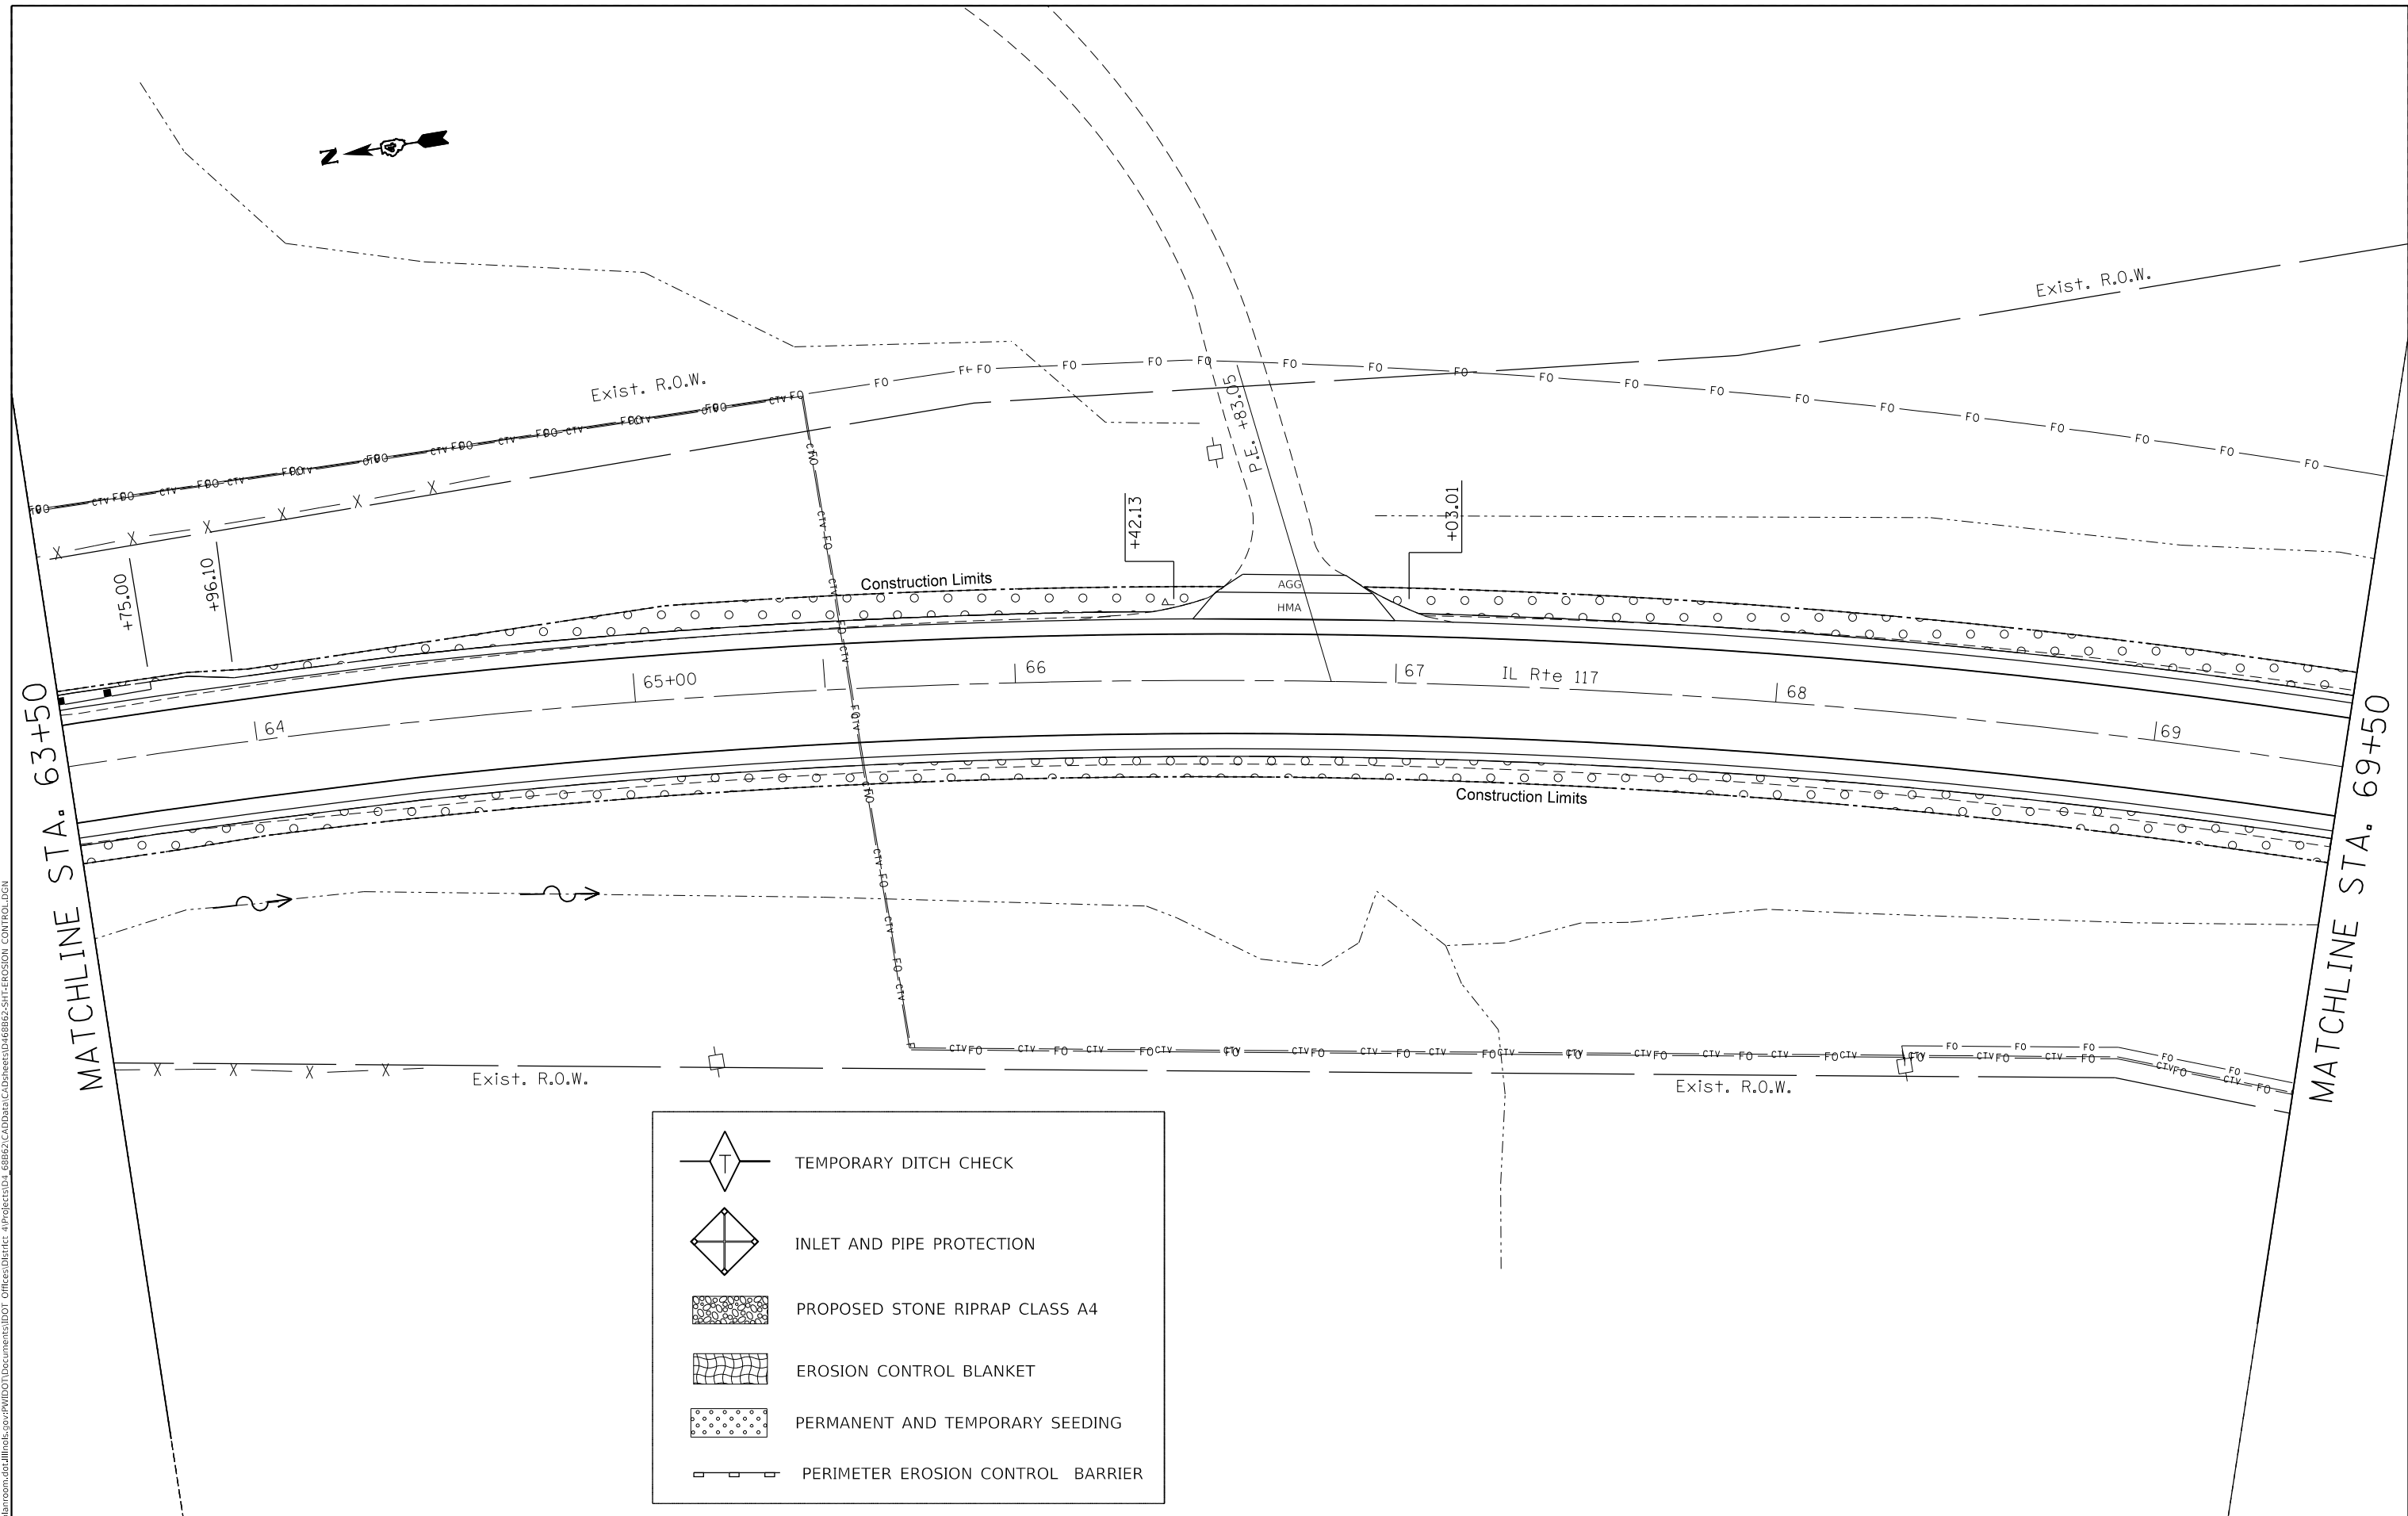 N
Exist. R.O.W.
Exist. R.O.W.
P.E. +83.05
+42.13
+03.01
+75.00
+96.10
Construction Limits
AGG
HMA
64
65+00
66
67
IL Rte 117
68
69
MATCHLINE STA. 63+50
MATCHLINE STA. 69+50
Construction Limits
Exist. R.O.W.
Exist. R.O.W.
T TEMPORARY DITCH CHECK
INLET AND PIPE PROTECTION
PROPOSED STONE RIPRAP CLASS A4
EROSION CONTROL BLANKET
PERMANENT AND TEMPORARY SEEDING
PERIMETER EROSION CONTROL BARRIER